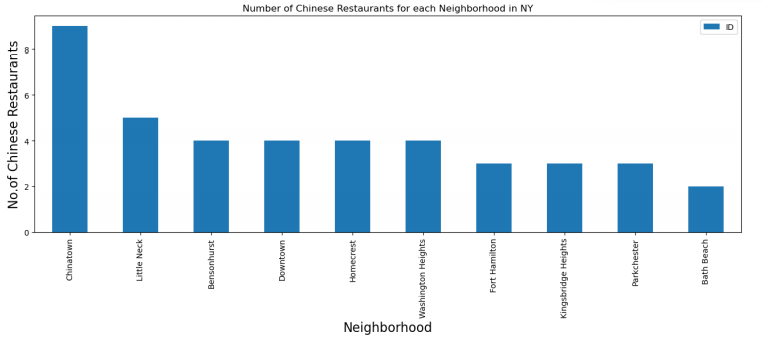 Number of Chinese Restaurants for each Neighborhood in NY
ID
No.of Chinese Restaurants
8
6
4
2
0
Chinatown
Little Neck
Bensonhurst
Downtown
Homecrest
Washington Heights
Fort Hamilton
Kingsbridge Heights
Parkchester
Bath Beach
Neighborhood